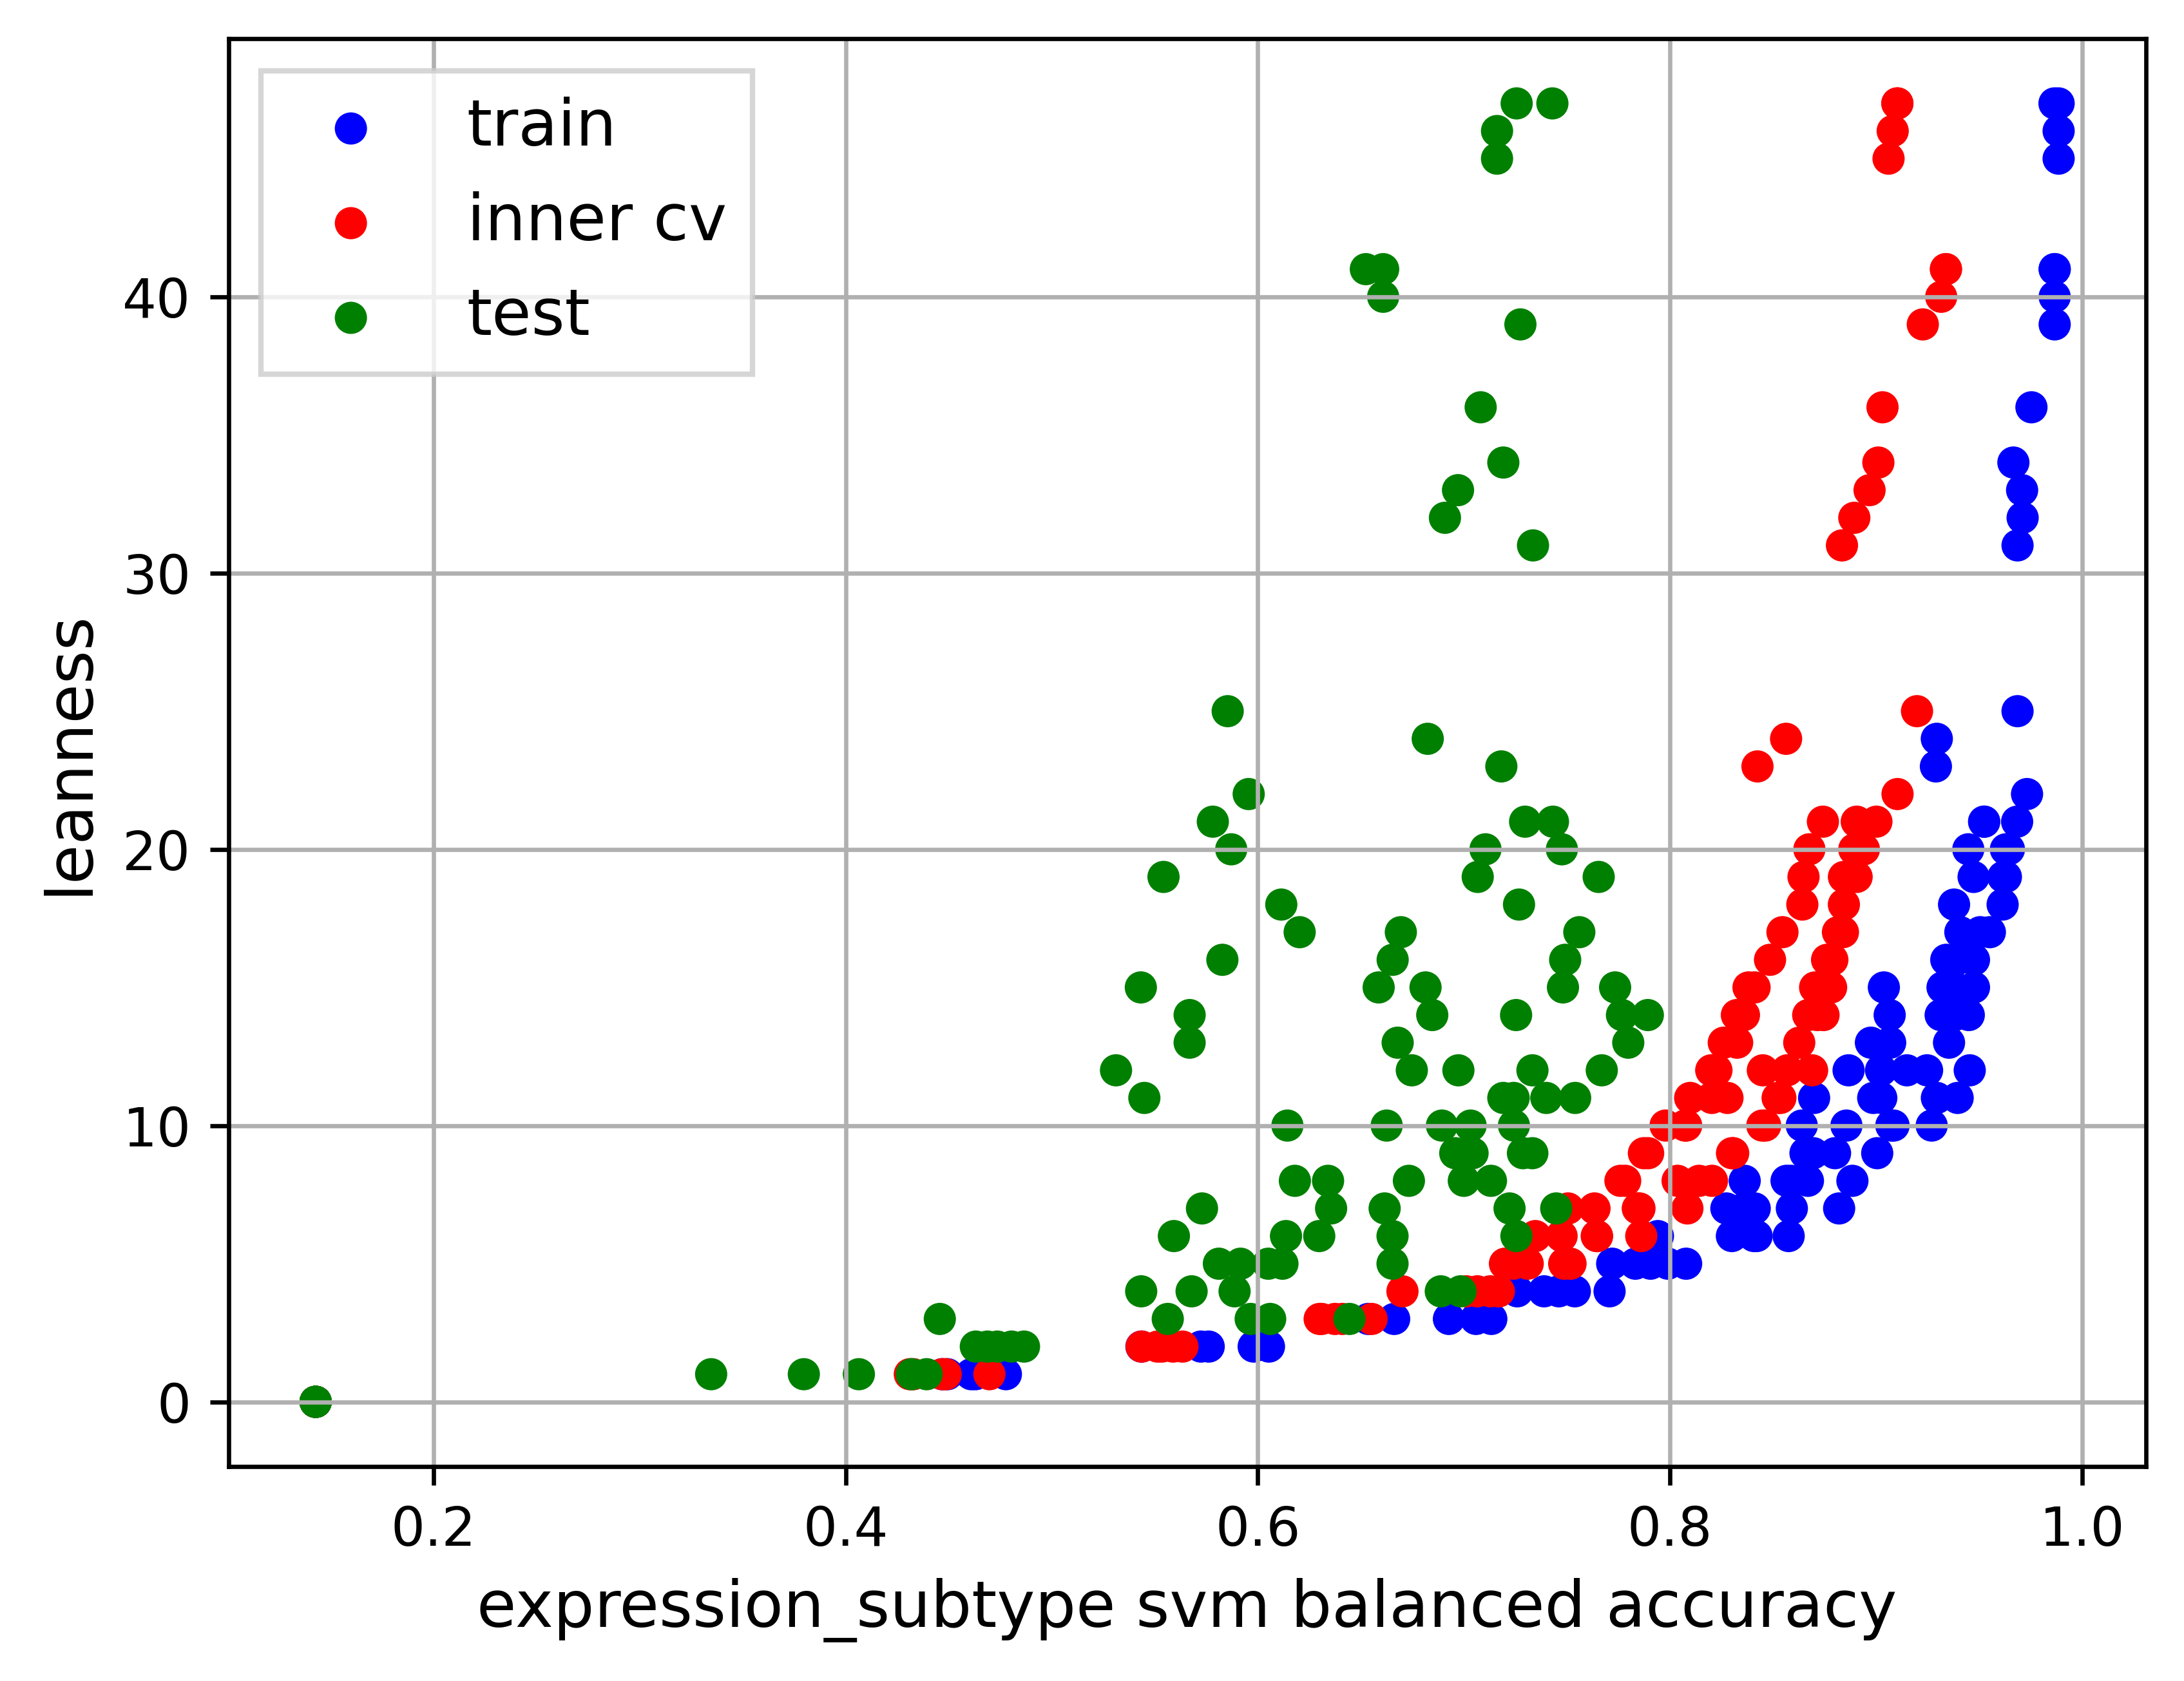 train
inner cv
test
leanness
40
30
20
10
0
0.2 0.4 0.6 0.8 1.0
expression_subtype svm balanced accuracy